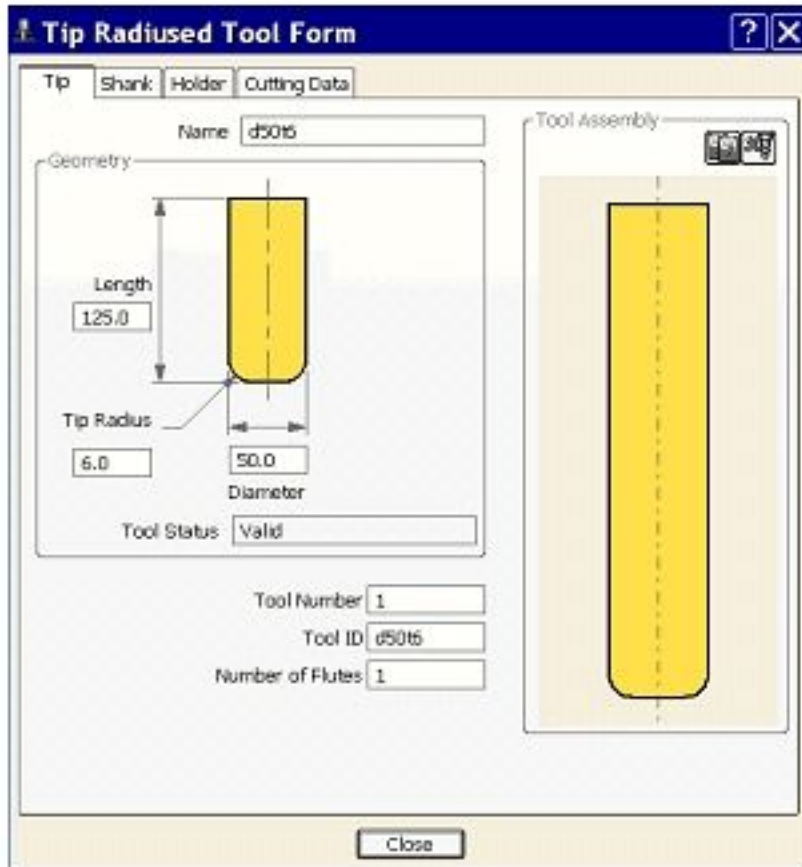 Tip Radiused Tool Form
Tip Shank Holder Cutting Data
Name d50t6
Geometry
Length
125.0
Tip Radius
6.0
50.0
Diameter
Tool Status Valid
Tool Number 1
Tool ID d50t6
Number of Flutes 1
Tool Assembly
Close